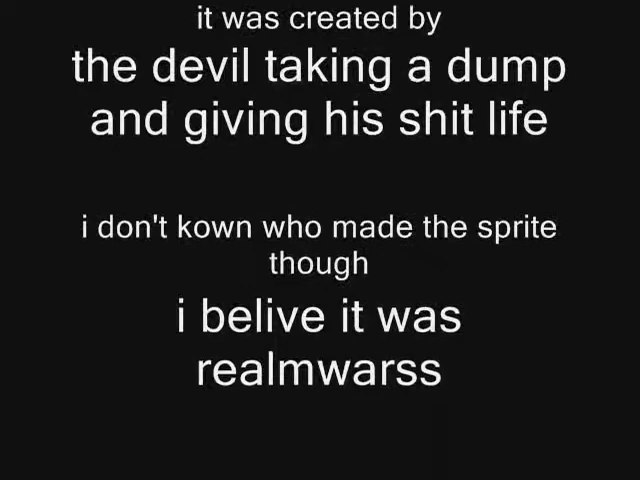 it was created by
the devil taking a dump
and giving his shit life
i don't kown who made the sprite
though
i belive it was
realmwarss